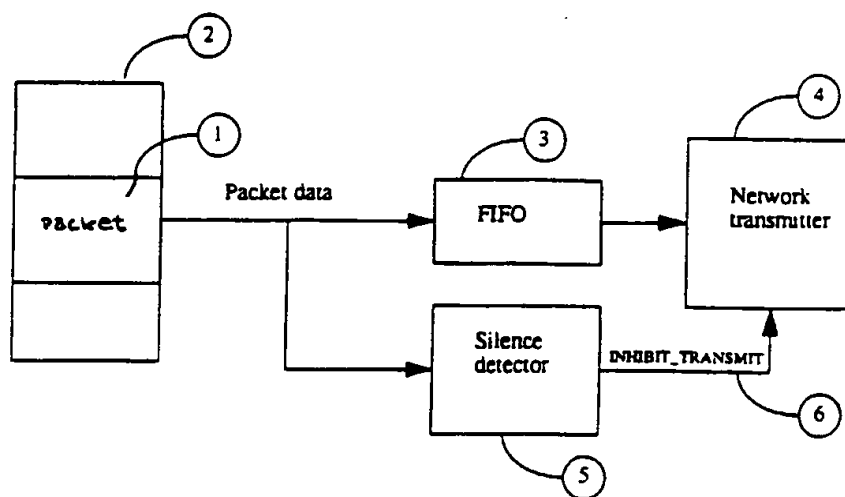 2
4
1
3
Packet data
FIFO
Network
transmitter
Packet
Silence
detector
INHIBIT_TRANSMIT
6
5